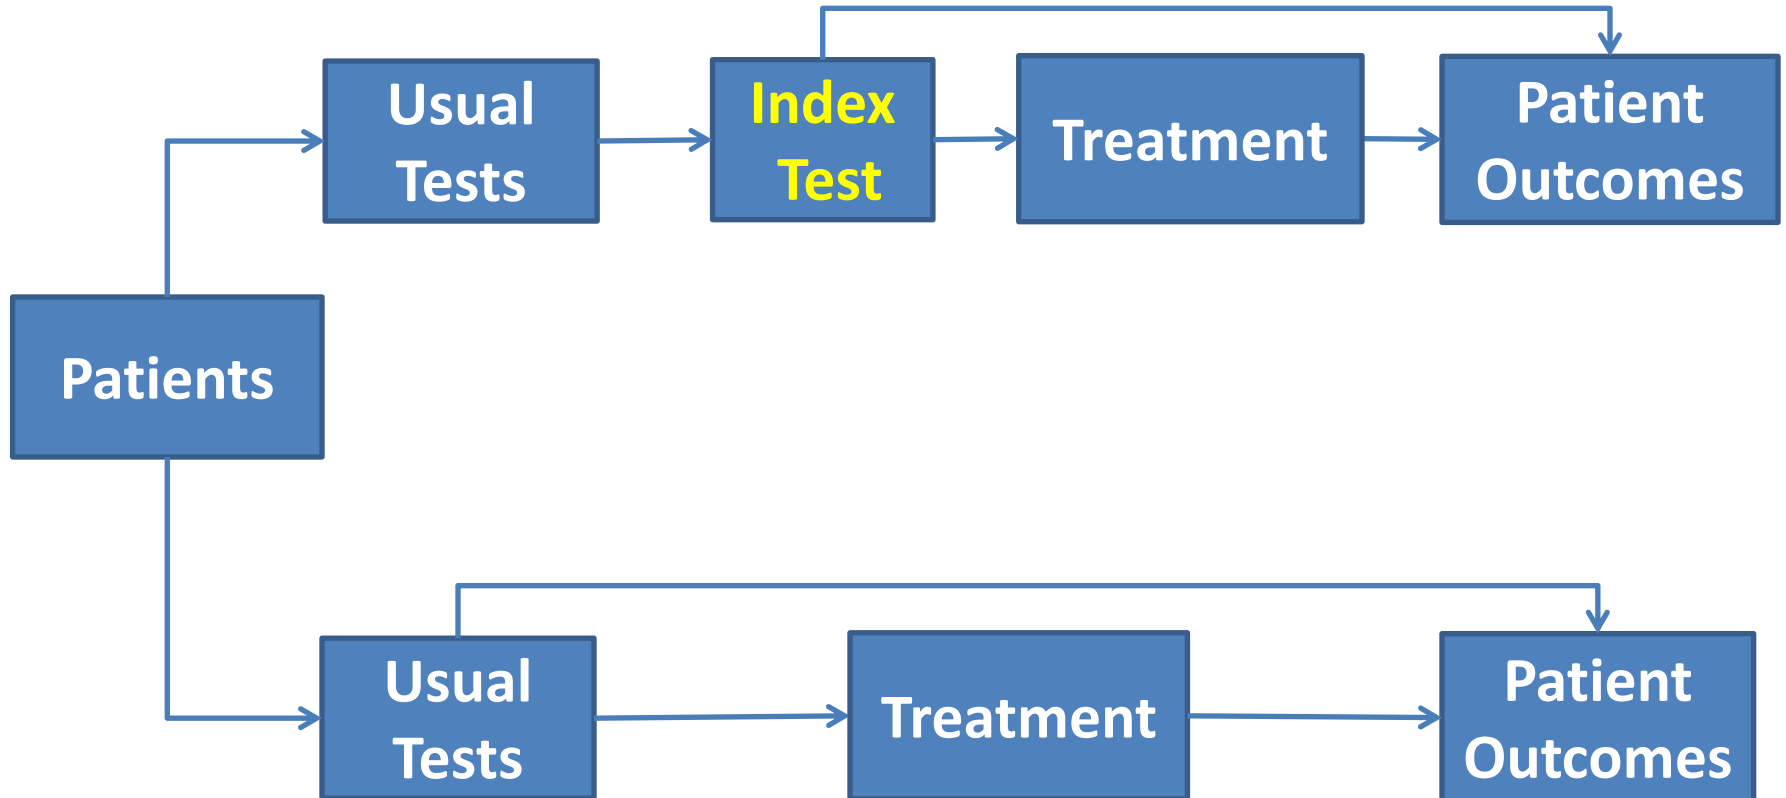 Usual
Tests
Index
Test
Treatment
Patient
Outcomes
Patients
Usual
Tests
Treatment
Patient
Outcomes